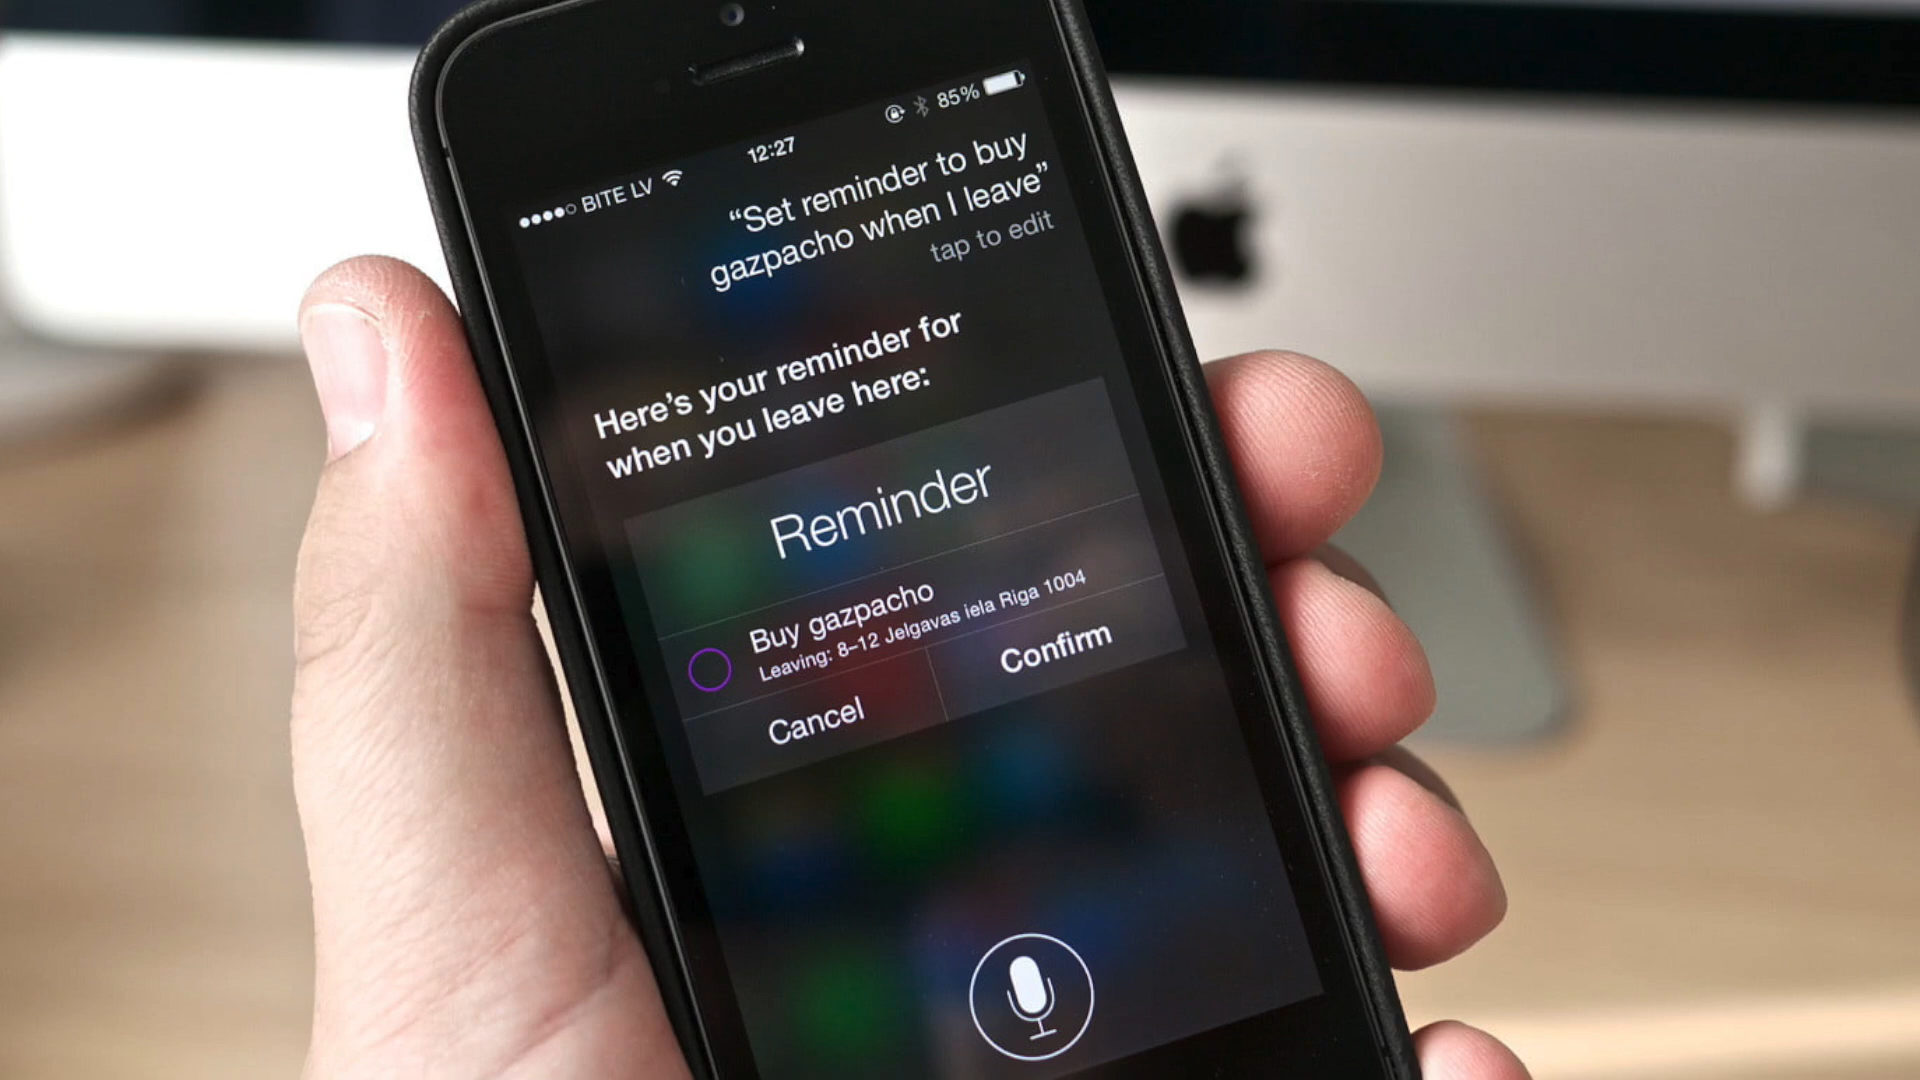 BITE LV 12:27 85%
“Set reminder to buy
gazpacho when I leave”
tap to edit
Here’s your reminder for
when you leave here:
Reminder
Buy gazpacho
Leaving: 8–12 Jelgavas iela Riga 1004
Cancel Confirm